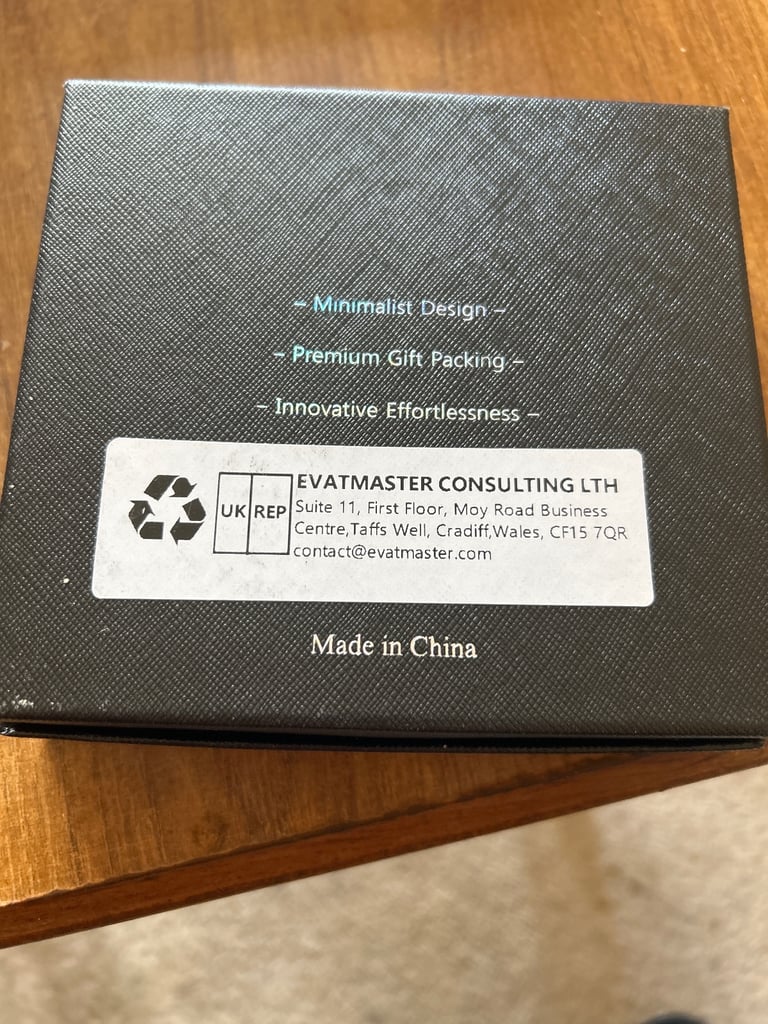 – Minimalist Design –
– Premium Gift Packing –
– Innovative Effortlessness –
UK REP
EVATMASTER CONSULTING LTH
Suite 11, First Floor, Moy Road Business
Centre,Taffs Well, Cradiff,Wales, CF15 7QR
contact@evatmaster.com
Made in China